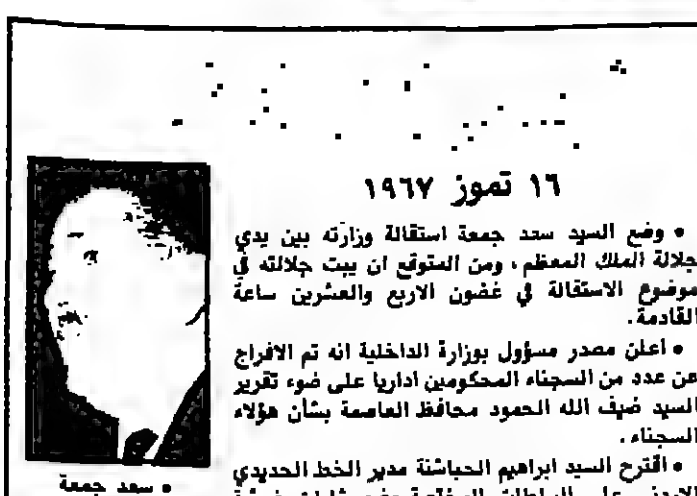 ١٦ تموز ١٩٦٧
• وضع السيد سعد جمعة استقالة وزارته بين يدي
جلالة الملك المعظم، ومن المتوقع ان يبت جلالته في
موضوع الاستقالة في غضون الاربع والعشرين ساعة
القادمة.
• اعلن مصدر مسؤول بوزارة الداخلية انه تم الافراج
عن عدد من السجناء المحكومين اداريا على ضوء تقرير
السيد ضيف الله الحمود محافظ العاصمة بشأن هؤلاء
السجناء.
• اقترح السيد ابراهيم الحباشنة مدير الخط الحديدي
• سعد جمعة